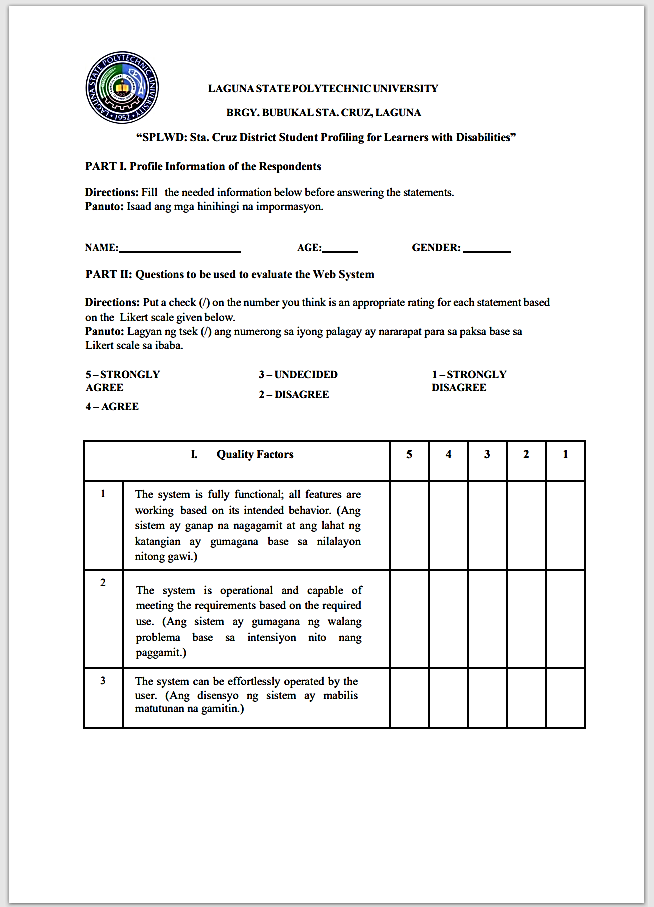 LAGUNA STATE POLYTECHNIC UNIVERSITY
LAGUNA STATE POLYTECHNIC UNIVERSITY
1952
BRGY. BUBUKAL STA. CRUZ, LAGUNA
“SPLWD: Sta. Cruz District Student Profiling for Learners with Disabilities”
PART I. Profile Information of the Respondents
Directions: Fill the needed information below before answering the statements.
Panuto: Isaad ang mga hinihingi na impormasyon.
NAME: AGE: GENDER:
PART II: Questions to be used to evaluate the Web System
Directions: Put a check (/) on the number you think is an appropriate rating for each statement based
on the Likert scale given below.
Panuto: Lagyan ng tsek (/) ang numerong sa iyong palagay ay nararapat para sa paksa base sa
Likert scale sa ibaba.
5 – STRONGLY
AGREE
4 – AGREE
3 – UNDECIDED
2 – DISAGREE
1 – STRONGLY
DISAGREE
I. Quality Factors 5 4 3 2 1
1 The system is fully functional; all features are
working based on its intended behavior. (Ang
sistem ay ganap na nagagamit at ang lahat ng
katangian ay gumagana base sa nilalayon
nitong gawi.)
2 The system is operational and capable of
meeting the requirements based on the required
use. (Ang sistem ay gumagana ng walang
problema base sa intensiyon nito nang
paggamit.)
3 The system can be effortlessly operated by the
user. (Ang disensyo ng sistem ay mabilis
matutunan na gamitin.)